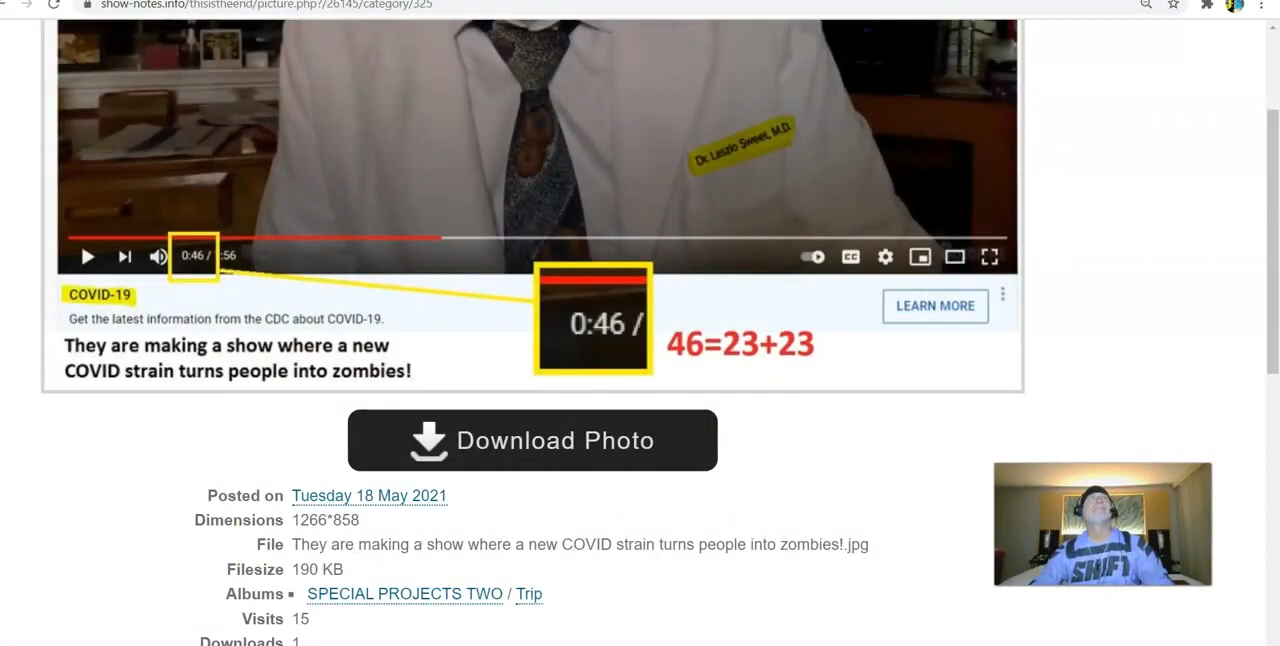 show-notes.info/thisistheend/picture.php?/26145/category/325
Dr. Laszlo Sweet, M.D.
0:46 / :56
CC
COVID-19
Get the latest information from the CDC about COVID-19.
LEARN MORE
0:46 /
46=23+23
They are making a show where a new
COVID strain turns people into zombies!
Download Photo
Posted on Tuesday 18 May 2021
Dimensions 1266*858
File They are making a show where a new COVID strain turns people into zombies!.jpg
Filesize 190 KB
Albums ▪ SPECIAL PROJECTS TWO / Trip
Visits 15
Downloads 1
SHIFT